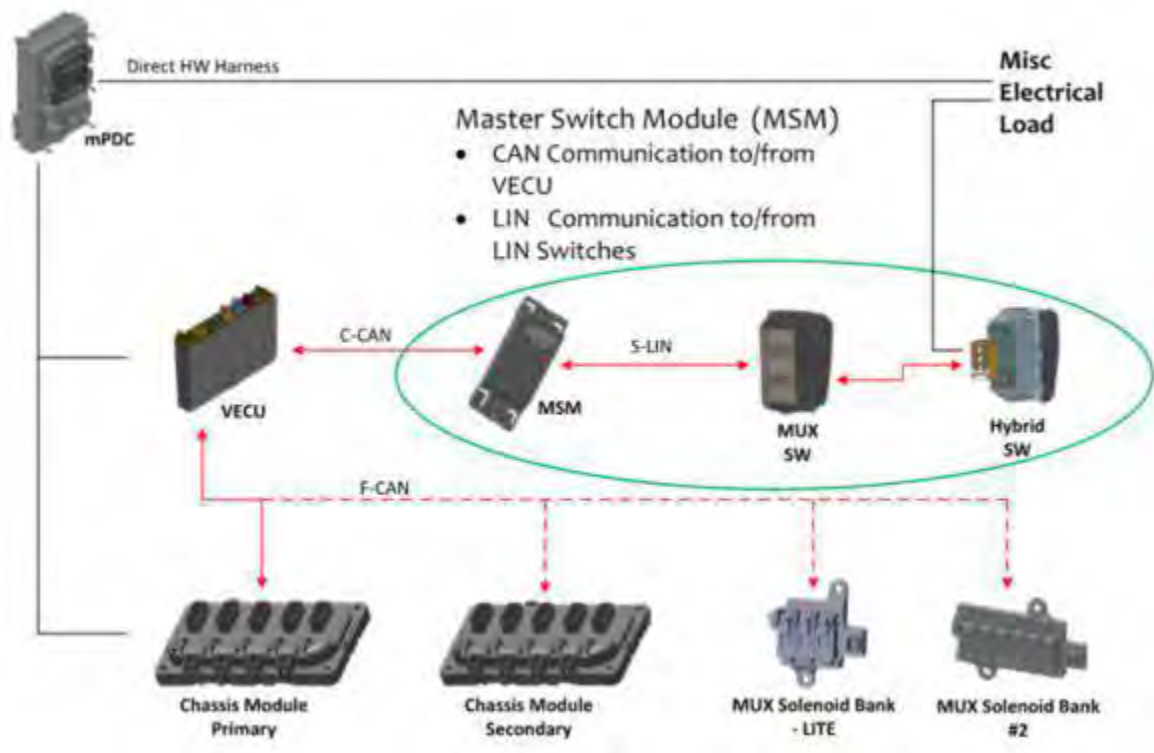 Direct HW Harness
Misc
Electrical
Load
mPDC
Master Switch Module (MSM)
• CAN Communication to/from
VECU
• LIN Communication to/from
LIN Switches
C-CAN
S-LIN
VECU
MSM
MUX
SW
Hybrid
SW
F-CAN
Chassis Module
Primary
Chassis Module
Secondary
MUX Solenoid Bank
- LITE
MUX Solenoid Bank
#2